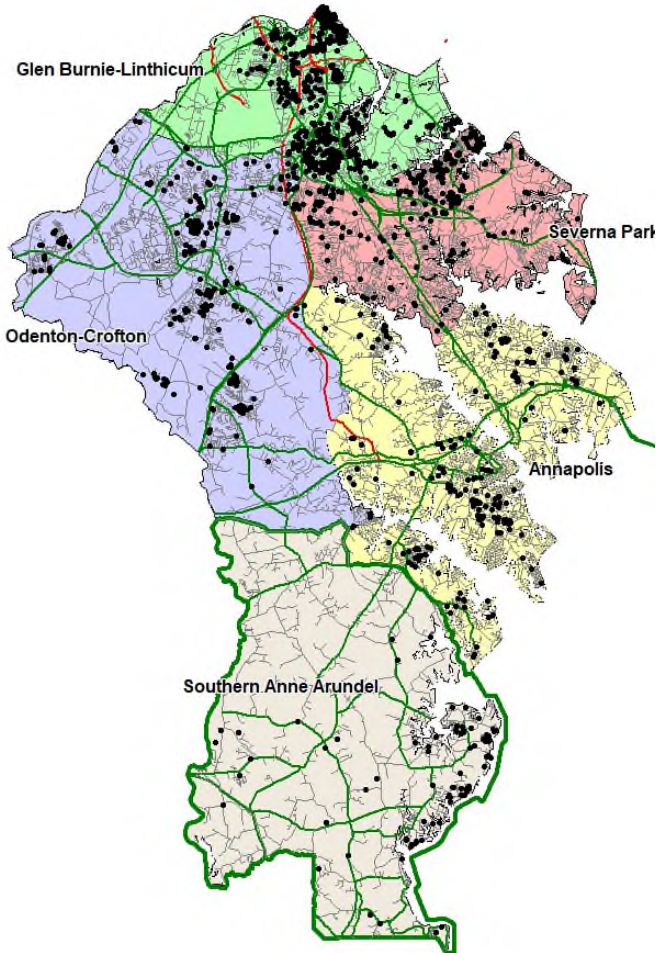 Glen Burnie-Linthicum
Severna Park
Odenton-Crofton
Annapolis
Southern Anne Arundel